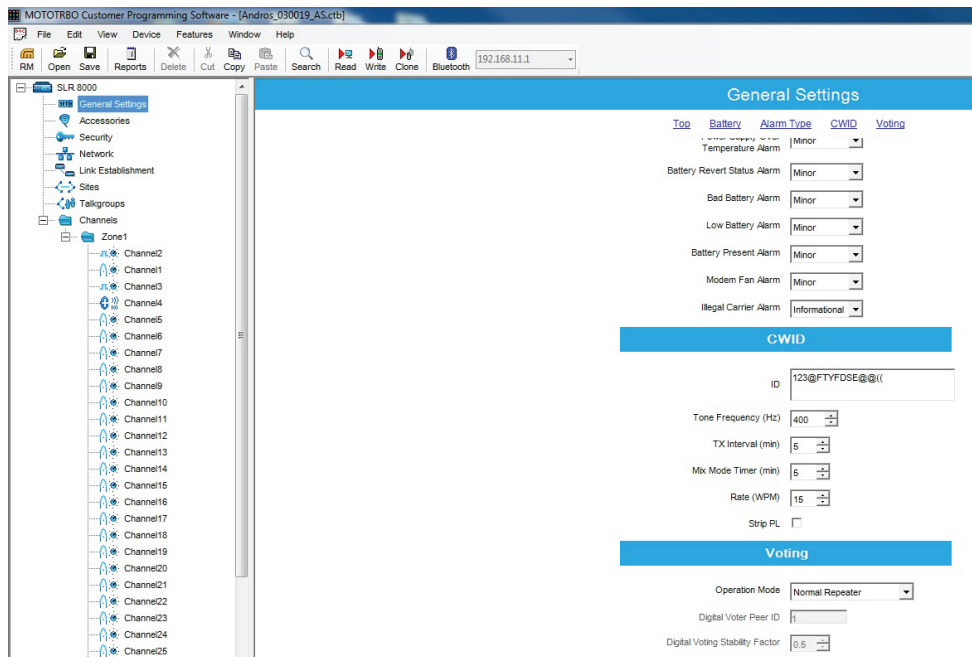 MOTOTRBO Customer Programming Software - [Andros_030019_AS.ctb]
File Edit View Device Features Window Help
RM Open Save Reports Delete Cut Copy Paste Search Read Write Clone Bluetooth 192.168.11.1
SLR 8000
General Settings
Accessories
Security
Network
Link Establishment
Sites
Talkgroups
Channels
Zone1
Channel2
Channel1
Channel3
Channel4
Channel5
Channel6
Channel7
Channel8
Channel9
Channel10
Channel11
Channel12
Channel13
Channel14
Channel15
Channel16
Channel17
Channel18
Channel19
Channel20
Channel21
Channel22
Channel23
Channel24
Channel25
General Settings
Top Battery Alarm Type CWID Voting
Power Supply Over
Temperature Alarm Minor
Battery Revert Status Alarm Minor
Bad Battery Alarm Minor
Low Battery Alarm Minor
Battery Present Alarm Minor
Modem Fan Alarm Minor
Illegal Carrier Alarm Informational
CWID
ID 123@FTYFDSE@@((
Tone Frequency (Hz) 400
TX Interval (min) 5
Mix Mode Timer (min) 5
Rate (WPM) 15
Strip PL
Voting
Operation Mode Normal Repeater
Digital Voter Peer ID 1
Digital Voting Stability Factor 0.5